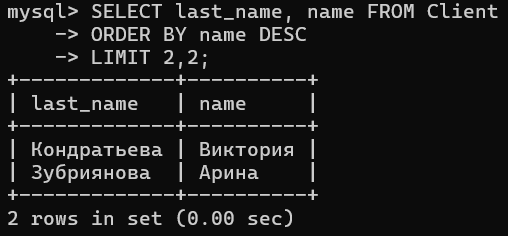 mysql> SELECT last_name, name FROM Client
    -> ORDER BY name DESC
    -> LIMIT 2,2;
+-------------+----------+
| last_name   | name     |
+-------------+----------+
| Кондратьева | Виктория |
| Зубриянова  | Арина    |
+-------------+----------+
2 rows in set (0.00 sec)